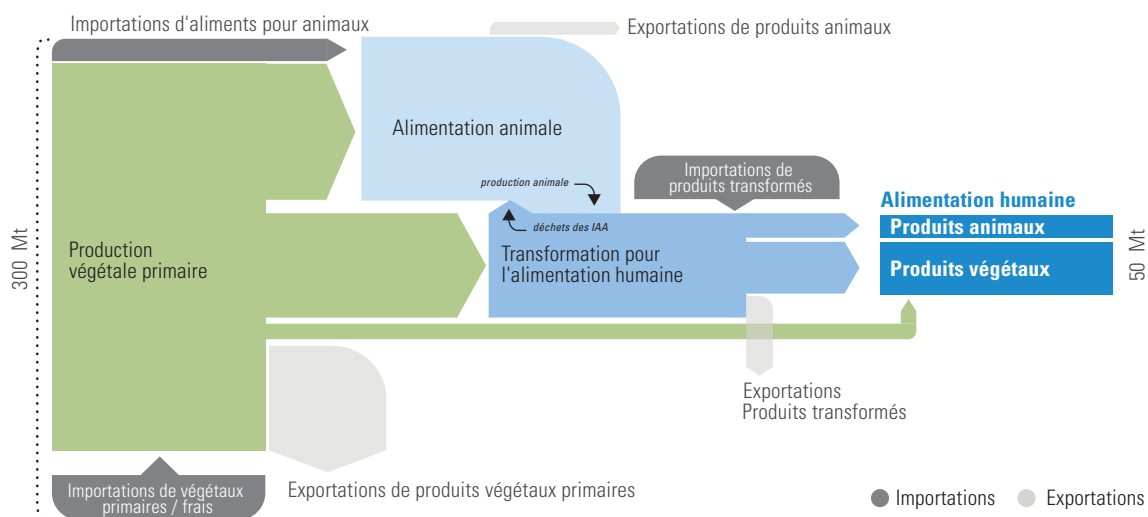 Importations d'aliments pour animaux
Exportations de produits animaux
Alimentation animale
production animale
déchets des IAA
Importations de
produits transformés
Alimentation humaine
Produits animaux
Produits végétaux
300 Mt
50 Mt
Production
végétale primaire
Transformation pour
l'alimentation humaine
Exportations
Produits transformés
Importations de végétaux
primaires / frais
Exportations de produits végétaux primaires
Importations
Exportations